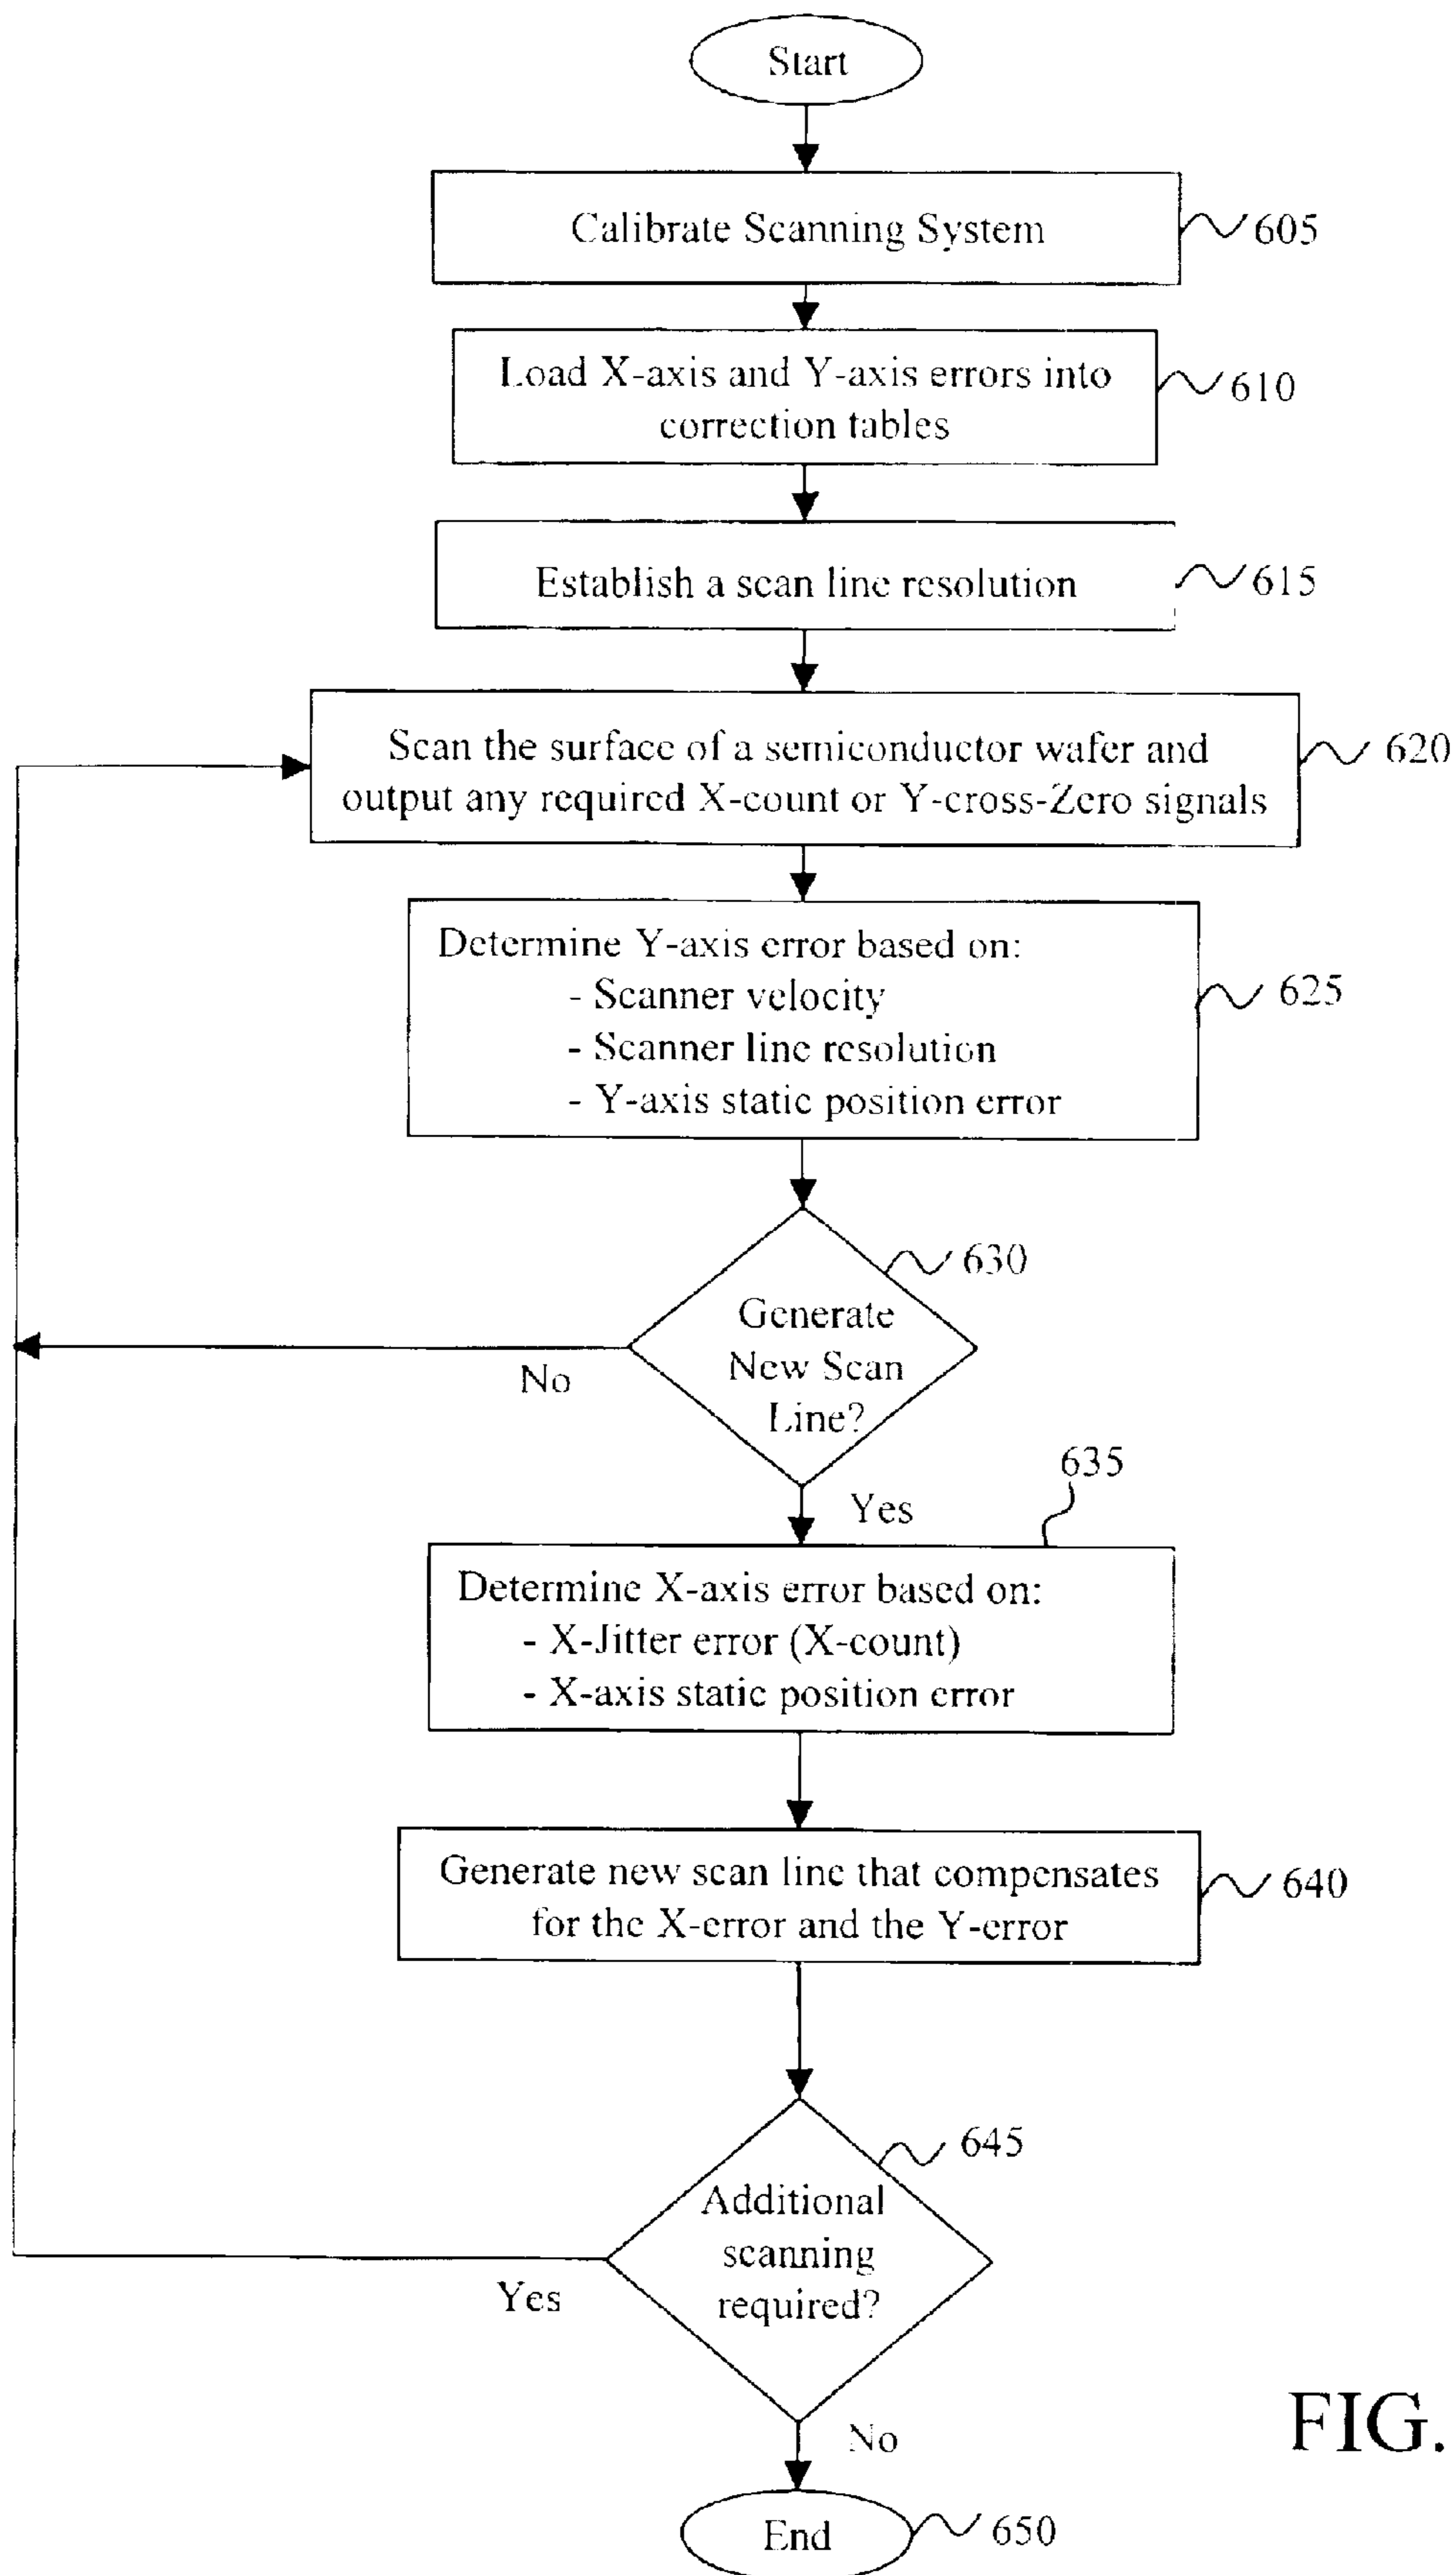 Start
Calibrate Scanning System
605
Load X-axis and Y-axis errors into
correction tables
610
Establish a scan line resolution
615
Scan the surface of a semiconductor wafer and
output any required X-count or Y-cross-Zero signals
620
Determine Y-axis error based on:
- Scanner velocity
- Scanner line resolution
- Y-axis static position error
625
630
Generate
New Scan
Line?
No
Yes
635
Determine X-axis error based on:
- X-Jitter error (X-count)
- X-axis static position error
Generate new scan line that compensates
for the X-error and the Y-error
640
645
Additional
scanning
required?
Yes
No
FIG.
End
650